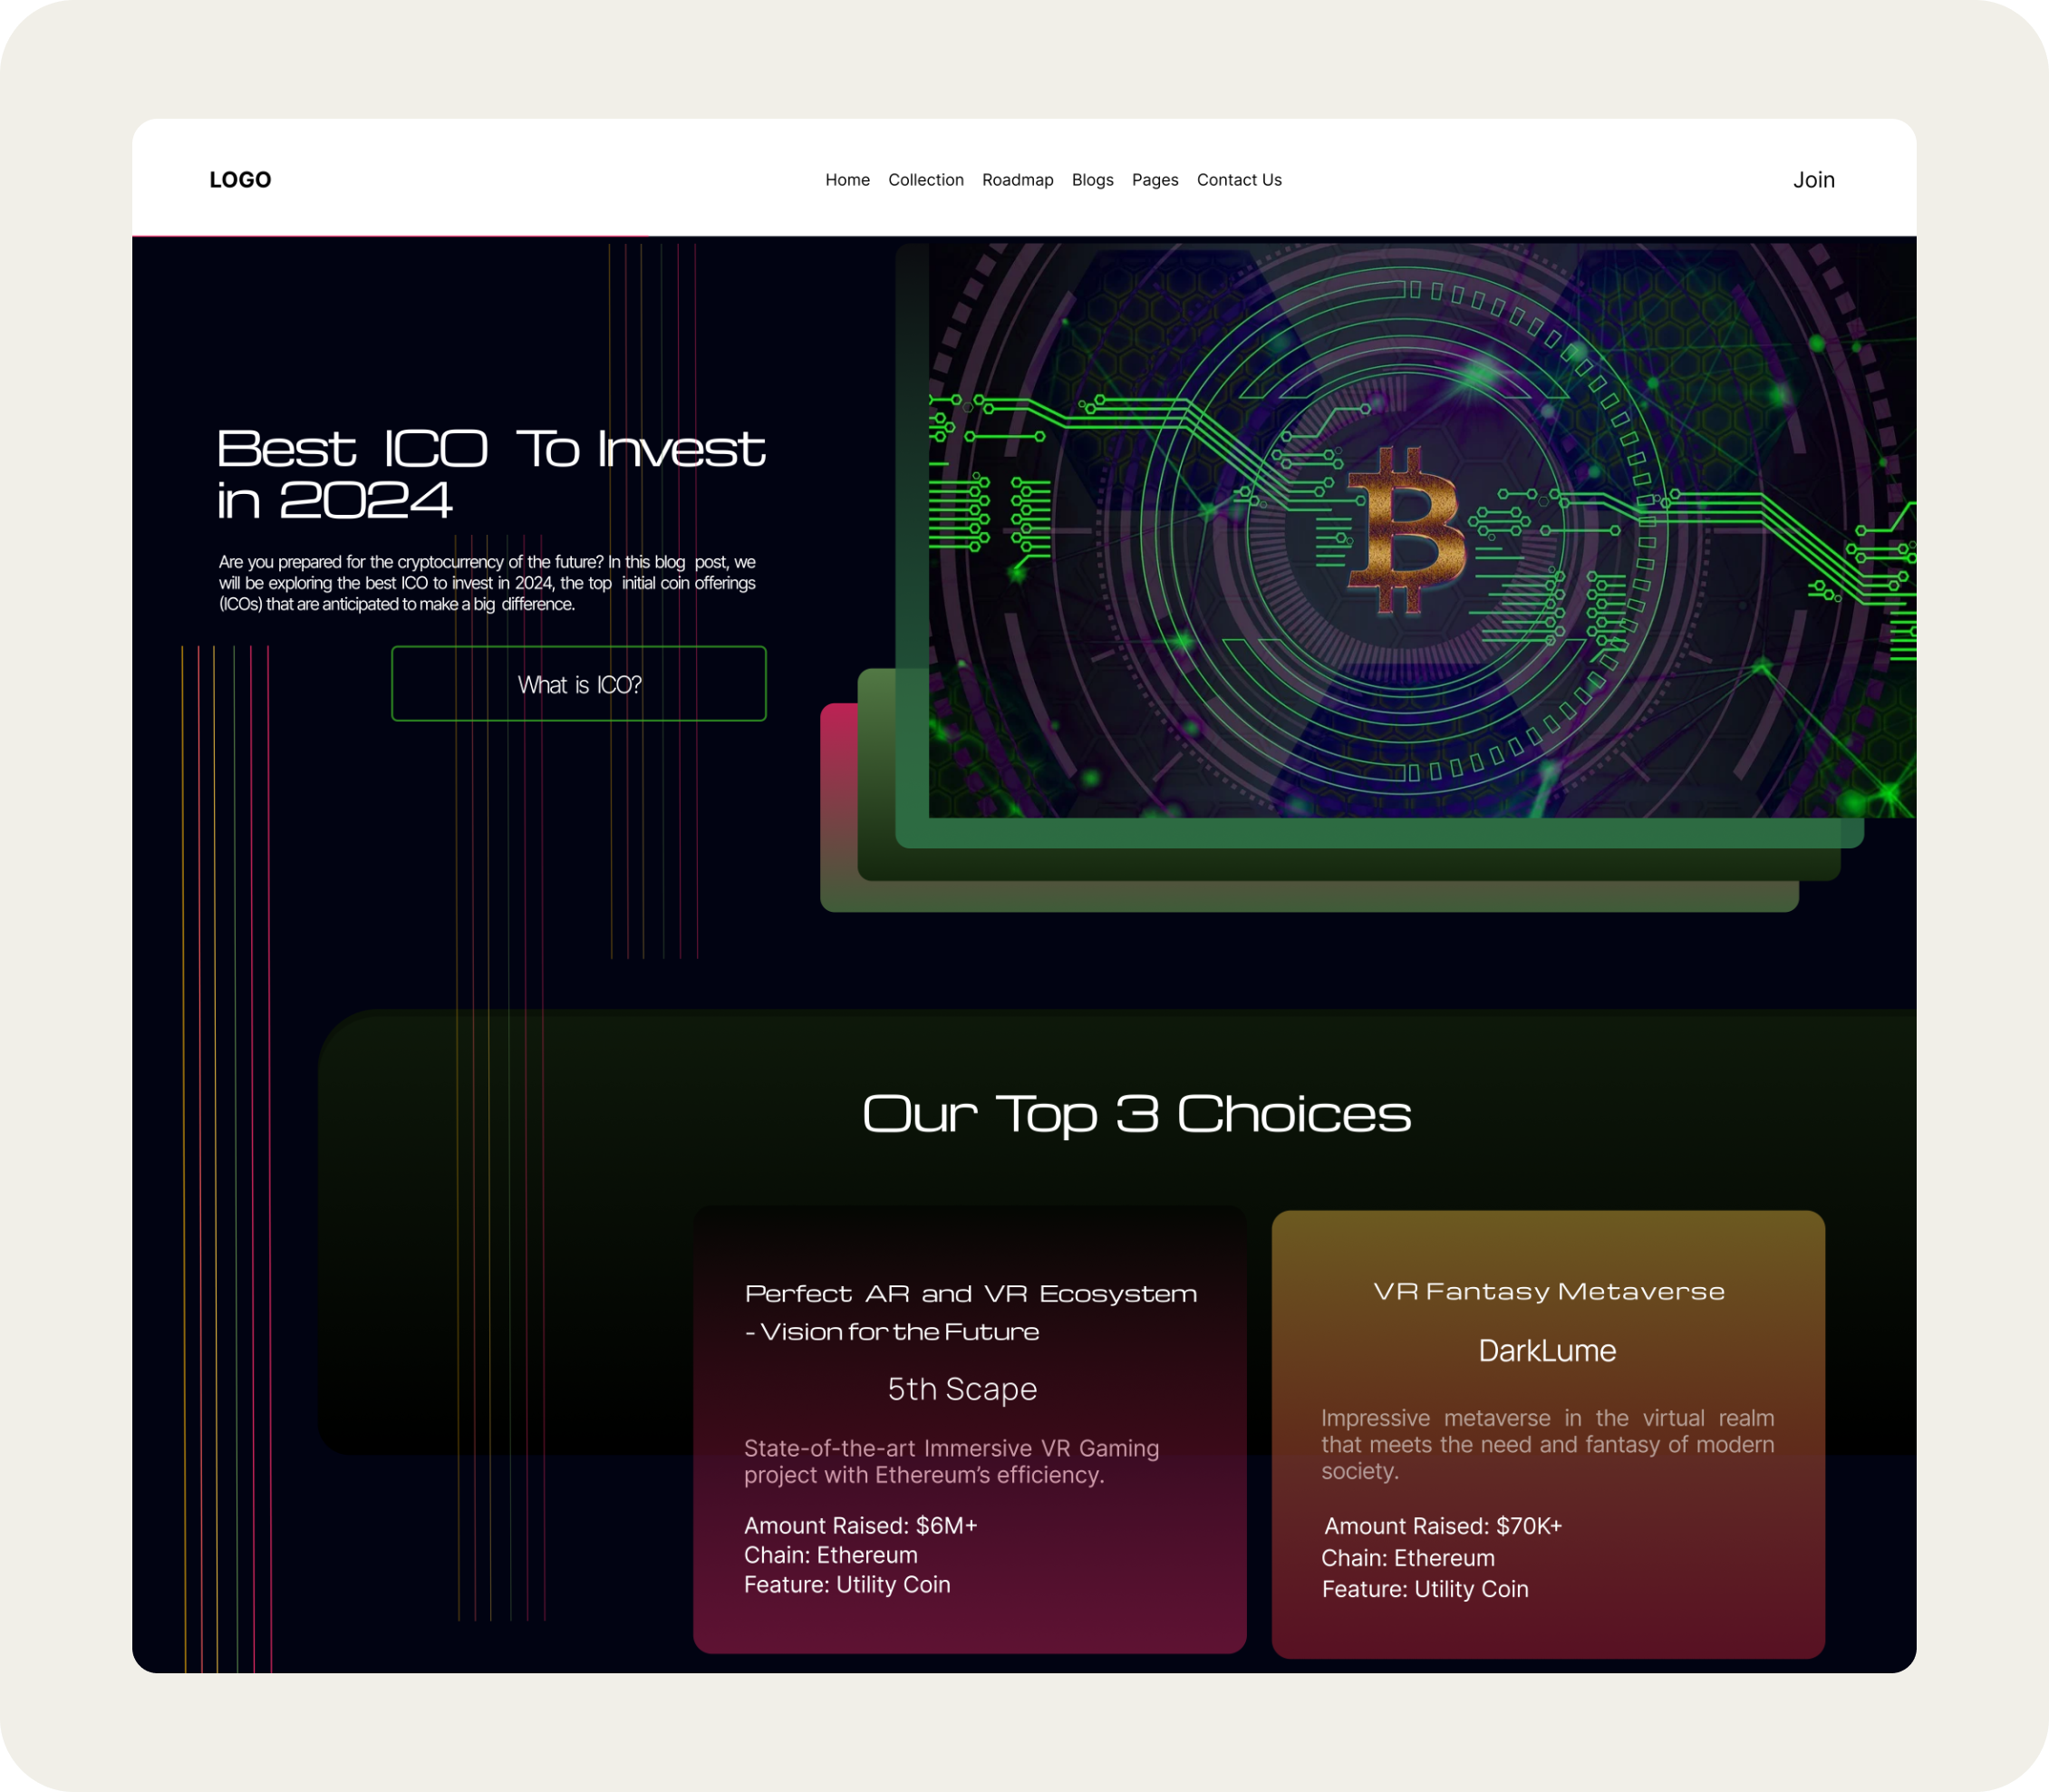 LOGO
Home Collection Roadmap Blogs Pages Contact Us
Join
Best ICO To Invest
in 2024
Are you prepared for the cryptocurrency of the future? In this blog post, we
will be exploring the best ICO to invest in 2024, the top initial coin offerings
(ICOs) that are anticipated to make a big difference.
What is ICO?
Our Top 3 Choices
Perfect AR and VR Ecosystem
- Vision for the Future
5th Scape
State-of-the-art Immersive VR Gaming
project with Ethereum’s efficiency.
Amount Raised: $6M+
Chain: Ethereum
Feature: Utility Coin
VR Fantasy Metaverse
DarkLume
Impressive metaverse in the virtual realm
that meets the need and fantasy of modern
society.
Amount Raised: $70K+
Chain: Ethereum
Feature: Utility Coin